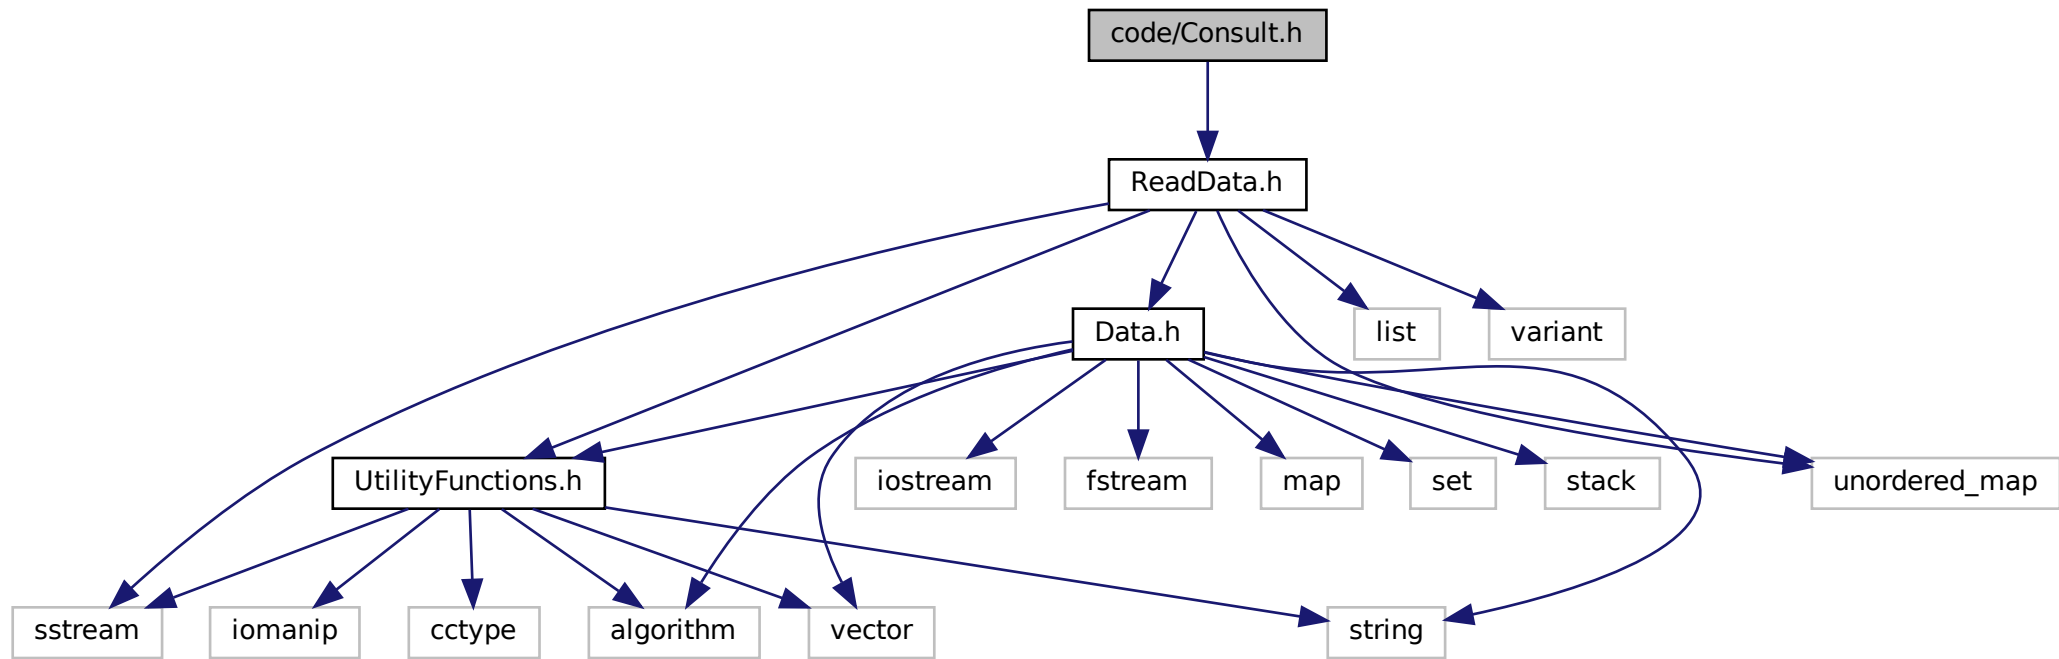 code/Consult.h
ReadData.h
Data.h
list
variant
UtilityFunctions.h
iostream
fstream
map
set
stack
unordered_map
sstream
iomanip
cctype
algorithm
vector
string